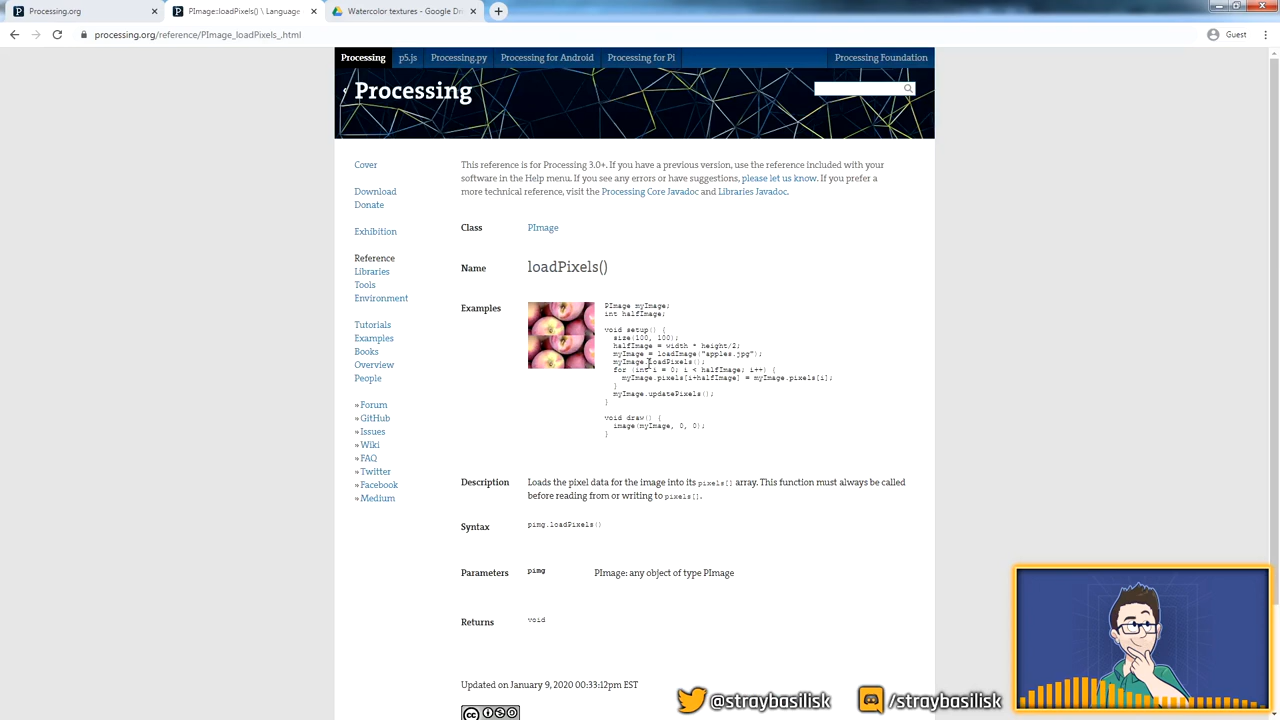 Processing.org
PImage:loadPixels() \ Language
Watercolor textures - Google Dr
processing.org/reference/PImage_loadPixels_.html
Guest
Processing
p5.js
Processing.py
Processing for Android
Processing for Pi
Processing Foundation
Processing
Cover
Download
Donate
Exhibition
Reference
Libraries
Tools
Environment
Tutorials
Examples
Books
Overview
People
» Forum
» GitHub
» Issues
» Wiki
» FAQ
» Twitter
» Facebook
» Medium
This reference is for Processing 3.0+. If you have a previous version, use the reference included with your
software in the Help menu. If you see any errors or have suggestions, please let us know. If you prefer a
more technical reference, visit the Processing Core Javadoc and Libraries Javadoc.
Class
PImage
Name
loadPixels()
Examples
PImage myImage;
int halfImage;
void setup() {
size(100, 100);
halfImage = width * height/2;
myImage = loadImage("apples.jpg");
myImage.loadPixels();
for (int i = 0; i < halfImage; i++) {
myImage.pixels[i+halfImage] = myImage.pixels[i];
}
myImage.updatePixels();
}
void draw() {
image(myImage, 0, 0);
}
Description
Loads the pixel data for the image into its pixels[] array. This function must always be called
before reading from or writing to pixels[].
Syntax
pimg.loadPixels()
Parameters
pimg
PImage: any object of type PImage
Returns
void
Updated on January 9, 2020 00:33:12pm EST
@straybasilisk
/straybasilisk